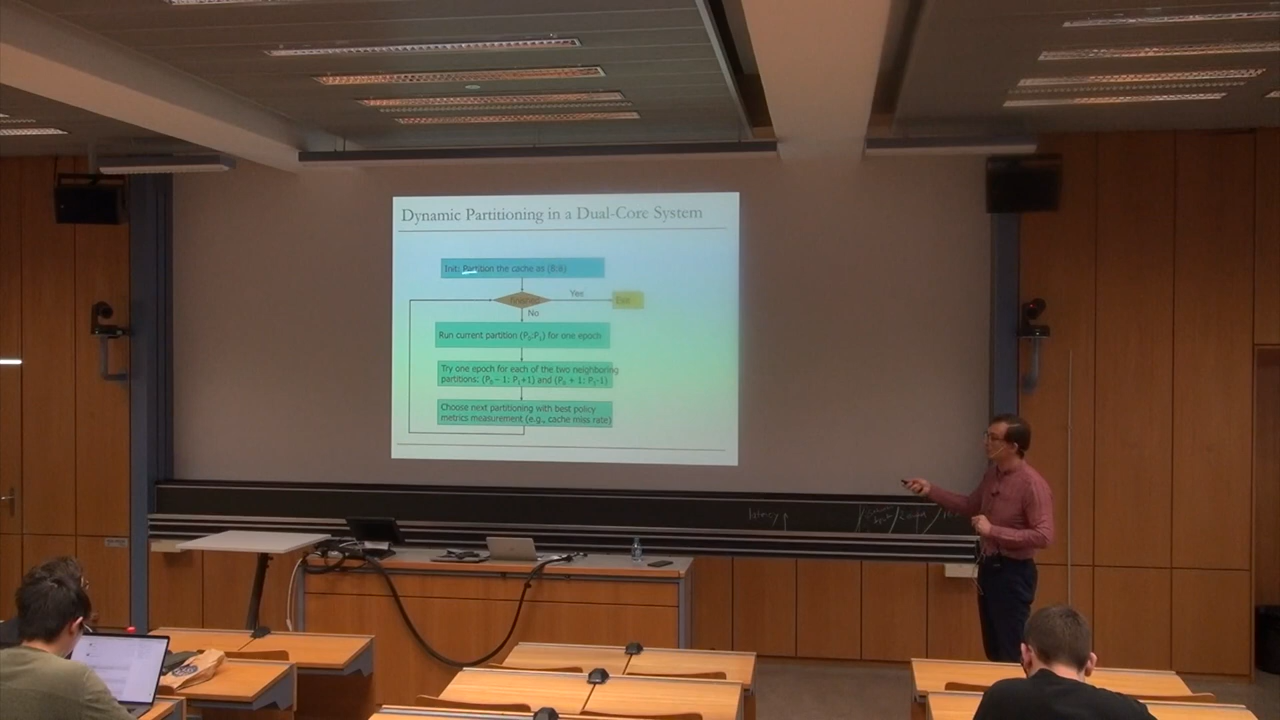 Dynamic Partitioning in a Dual-Core System
Init: Partition the cache as (8:8)
finished
Yes
Exit
No
Run current partition (P₀:P₁) for one epoch
Try one epoch for each of the two neighboring
partitions: (P₀ – 1: P₁+1) and (P₀ + 1: P₁-1)
Choose next partitioning with best policy
metrics measurement (e.g., cache miss rate)
latency